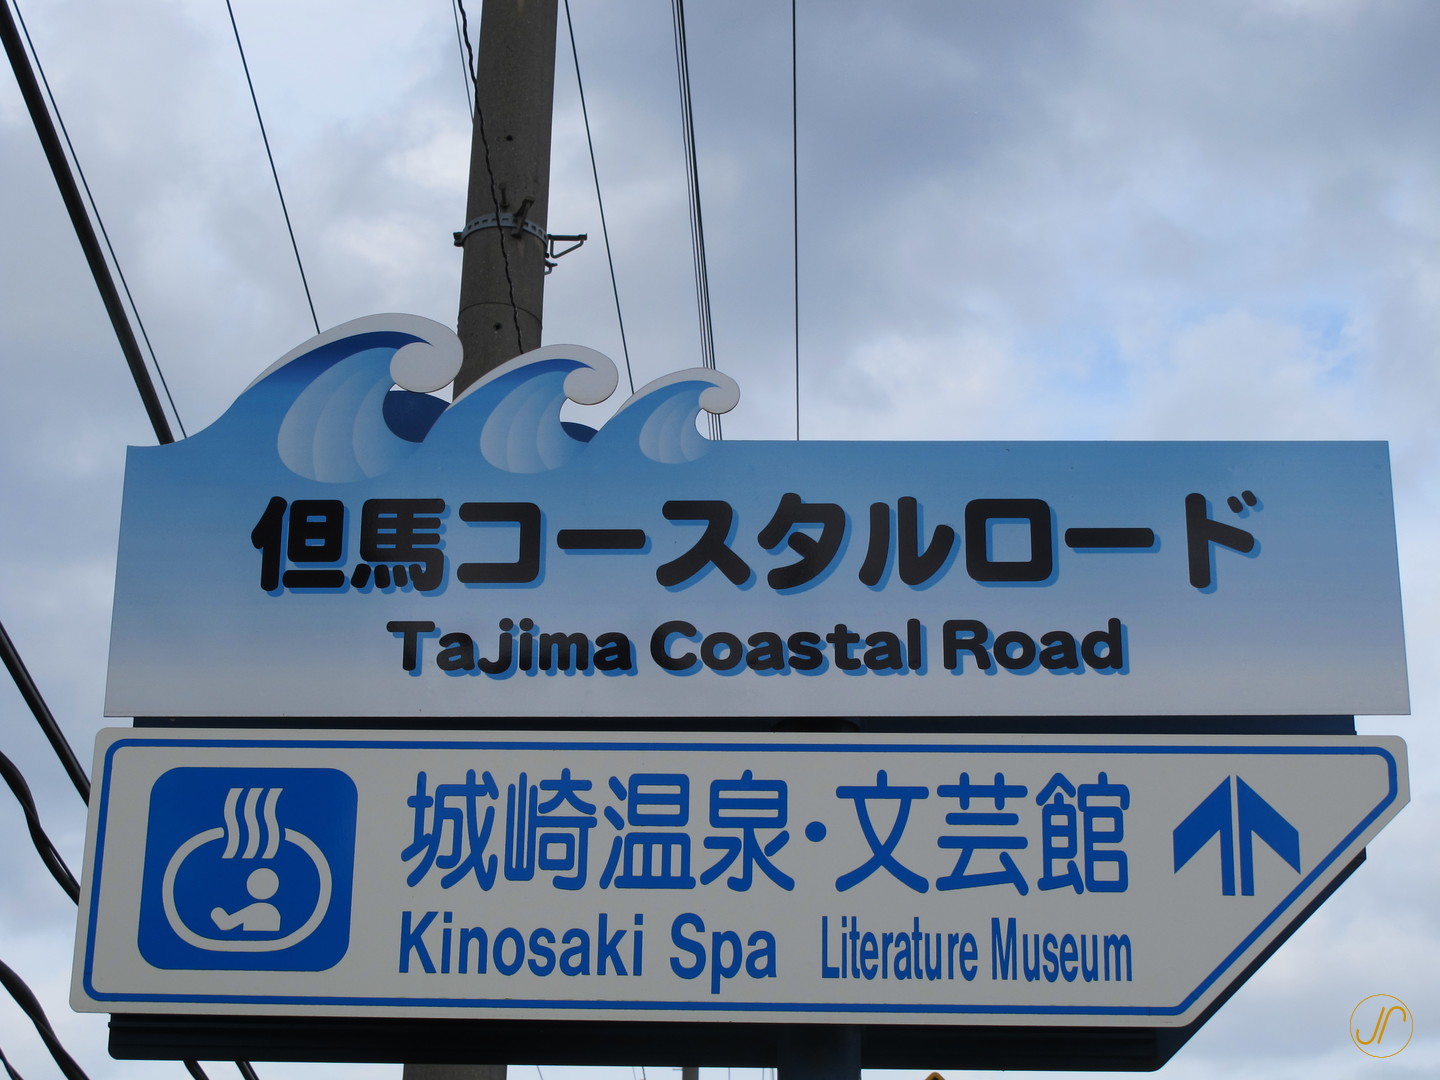 但馬コースタルロード
Tajima Coastal Road
城崎温泉・文芸館
Kinosaki Spa Literature Museum